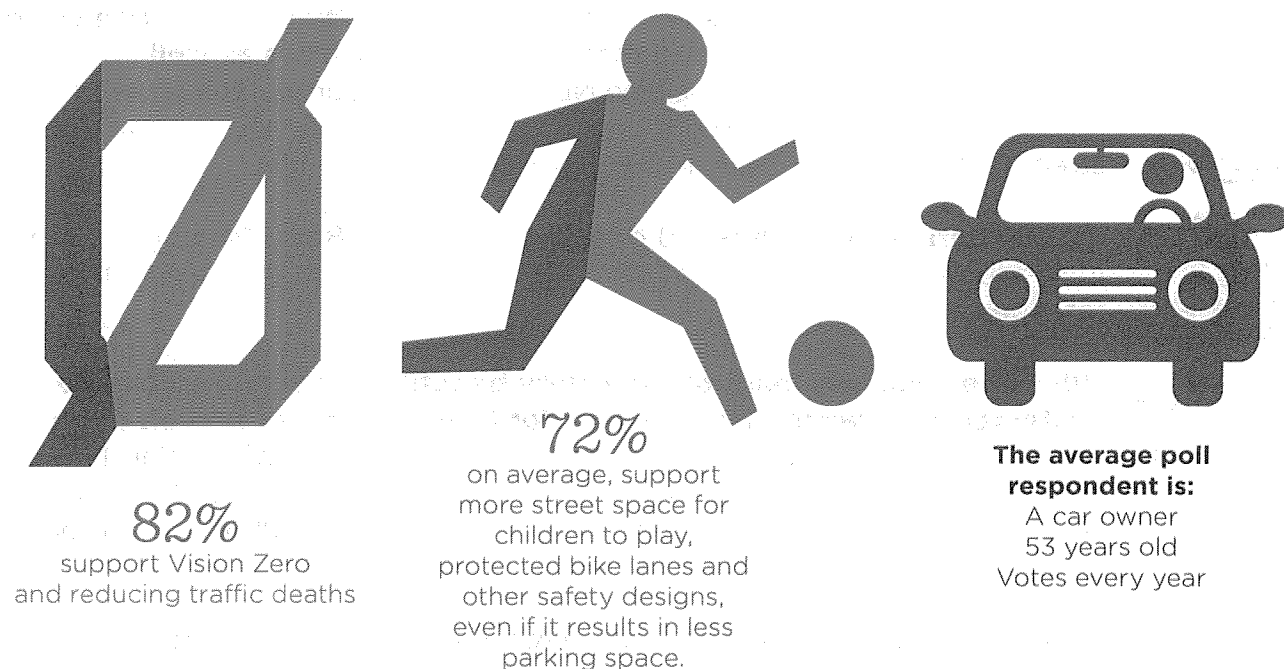 82%
support Vision Zero
and reducing traffic deaths
72%
on average, support
more street space for
children to play,
protected bike lanes and
other safety designs,
even if it results in less
parking space.
The average poll
respondent is:
A car owner
53 years old
Votes every year